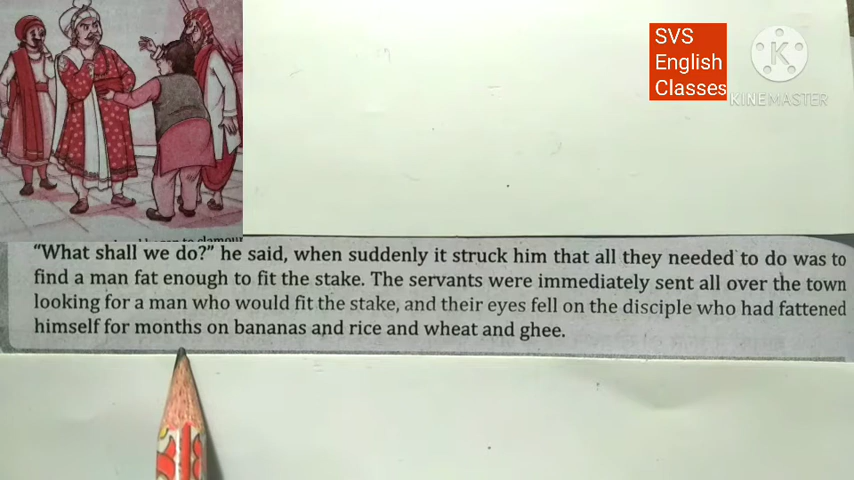 SVS
English
Classes
KINEMASTER
to clamour
"What shall we do?" he said, when suddenly it struck him that all they needed to do was to
find a man fat enough to fit the stake. The servants were immediately sent all over the town
looking for a man who would fit the stake, and their eyes fell on the disciple who had fattened
himself for months on bananas and rice and wheat and ghee.